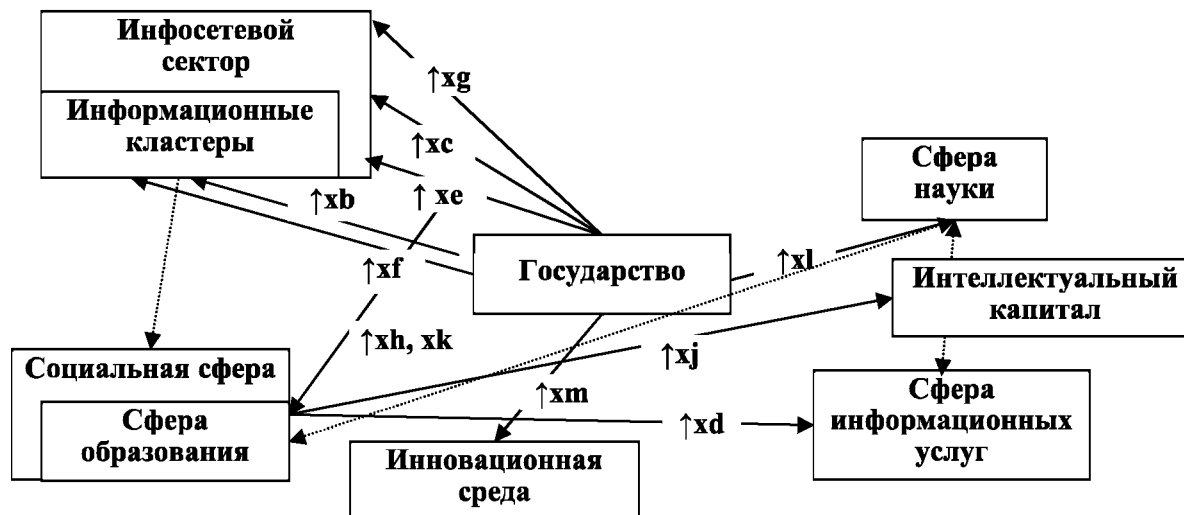 Инфосетевой
сектор
Информационные
кластеры
↑xg
↑xc
↑ xe
↑xb
↑xf
↑xh, xk
Государство
↑xl
Сфера
науки
Интеллектуальный
капитал
↑xj
Социальная сфера
Сфера
образования
↑xm
↑xd
Инновационная
среда
Сфера
информационных
услуг